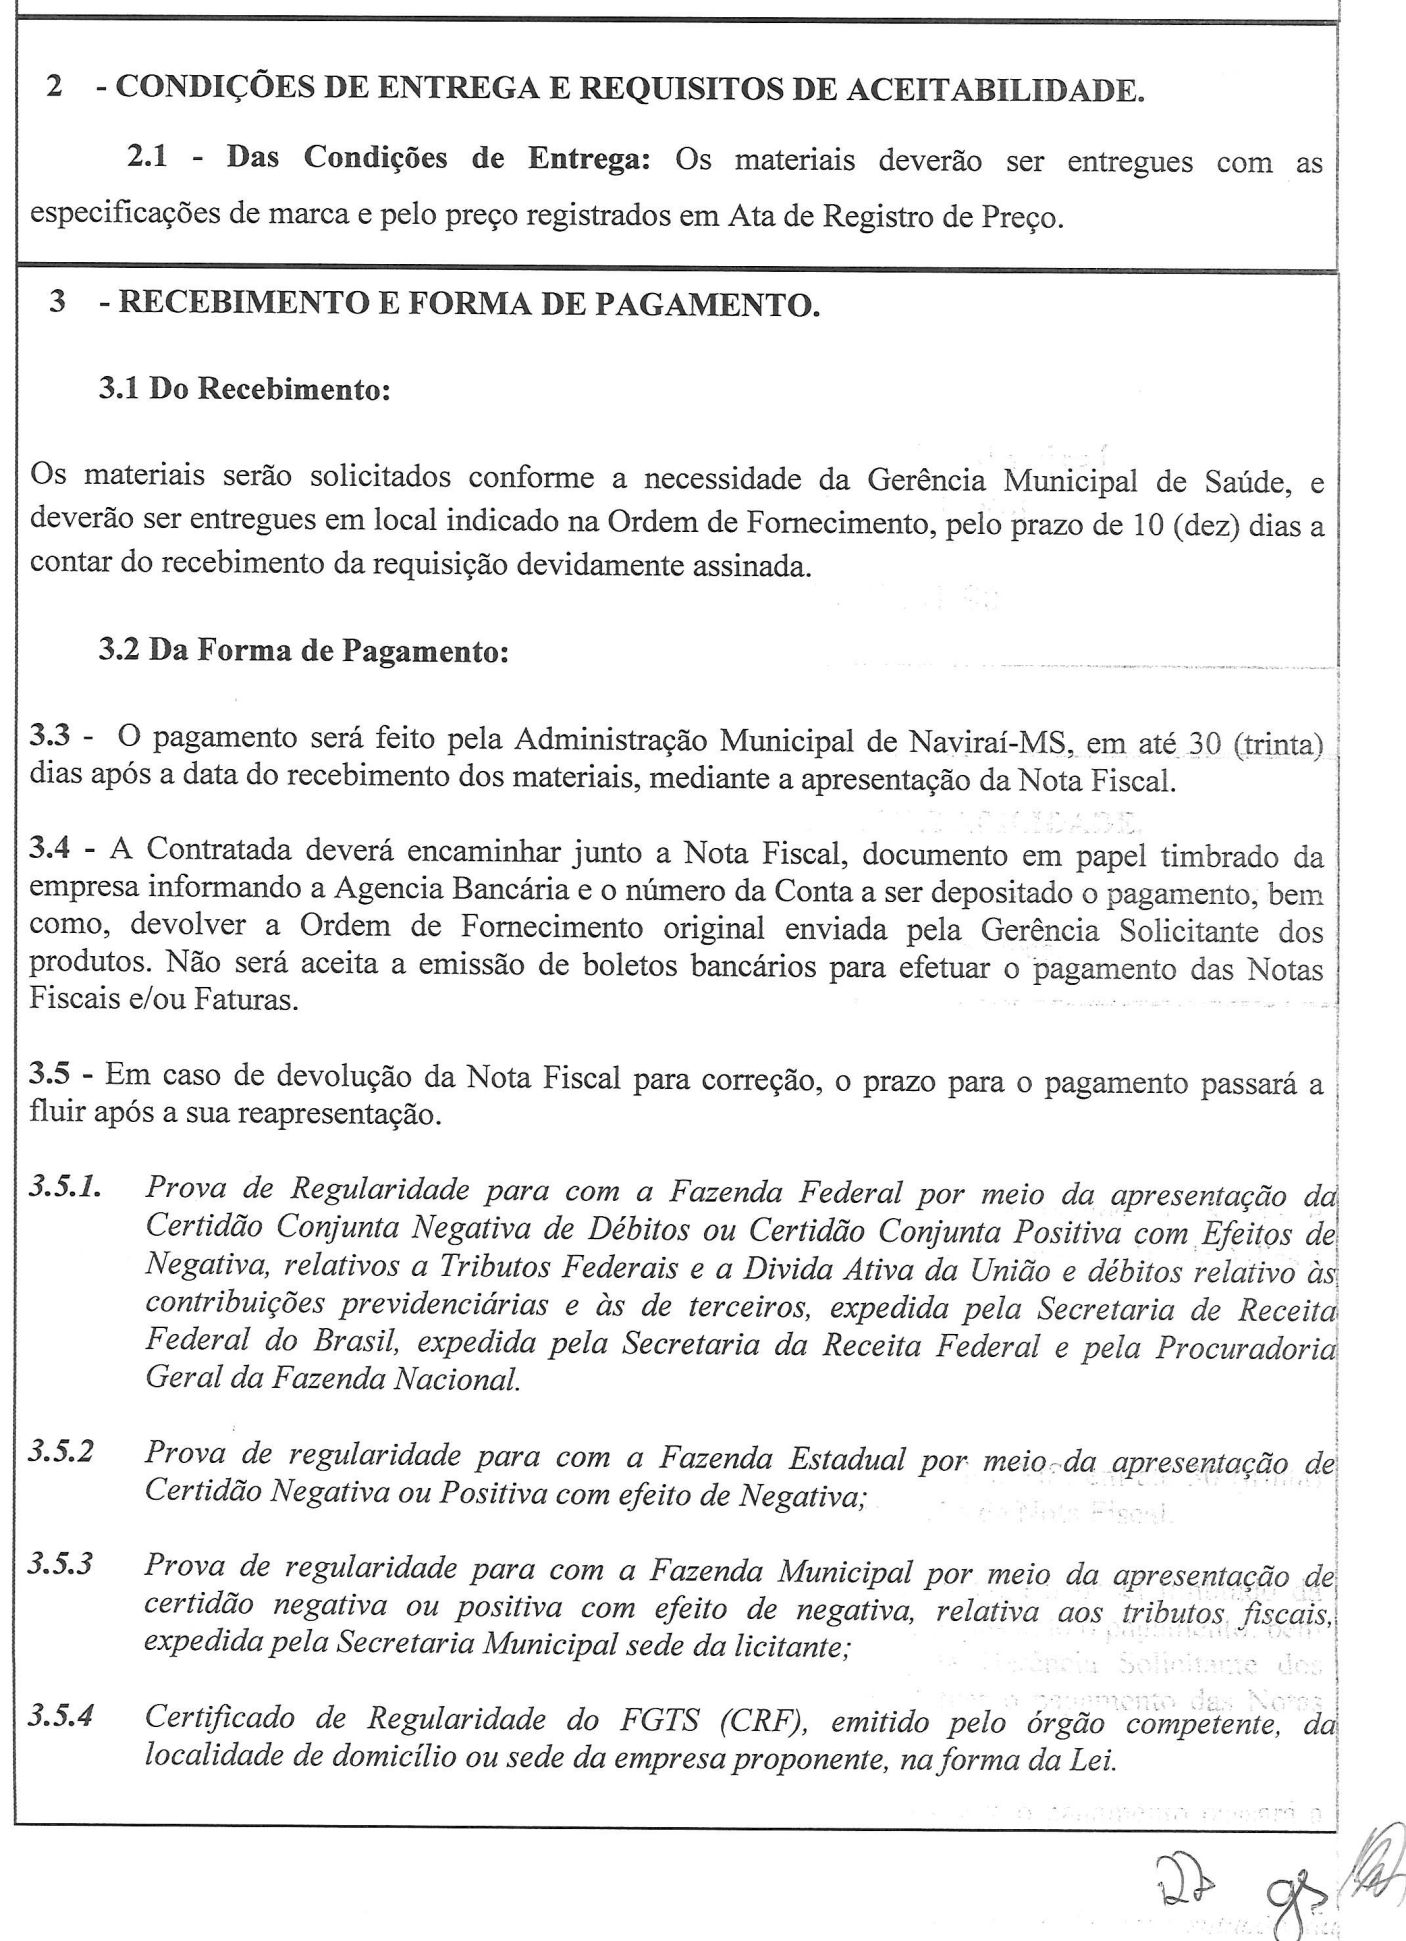 2 - CONDIÇÕES DE ENTREGA E REQUISITOS DE ACEITABILIDADE.
2.1 - Das Condições de Entrega: Os materiais deverão ser entregues com as
especificações de marca e pelo preço registrados em Ata de Registro de Preço.
3 - RECEBIMENTO E FORMA DE PAGAMENTO.
3.1 Do Recebimento:
Os materiais serão solicitados conforme a necessidade da Gerência Municipal de Saúde, e
deverão ser entregues em local indicado na Ordem de Fornecimento, pelo prazo de 10 (dez) dias a
contar do recebimento da requisição devidamente assinada.
3.2 Da Forma de Pagamento:
3.3 - O pagamento será feito pela Administração Municipal de Naviraí-MS, em até 30 (trinta)
dias após a data do recebimento dos materiais, mediante a apresentação da Nota Fiscal.
3.4 - A Contratada deverá encaminhar junto a Nota Fiscal, documento em papel timbrado da
empresa informando a Agencia Bancária e o número da Conta a ser depositado o pagamento, bem
como, devolver a Ordem de Fornecimento original enviada pela Gerência Solicitante dos
produtos. Não será aceita a emissão de boletos bancários para efetuar o pagamento das Notas
Fiscais e/ou Faturas.
3.5 - Em caso de devolução da Nota Fiscal para correção, o prazo para o pagamento passará a
fluir após a sua reapresentação.
3.5.1. Prova de Regularidade para com a Fazenda Federal por meio da apresentação da
Certidão Conjunta Negativa de Débitos ou Certidão Conjunta Positiva com Efeitos de
Negativa, relativos a Tributos Federais e a Divida Ativa da União e débitos relativo às
contribuições previdenciárias e às de terceiros, expedida pela Secretaria de Receita
Federal do Brasil, expedida pela Secretaria da Receita Federal e pela Procuradoria
Geral da Fazenda Nacional.
3.5.2 Prova de regularidade para com a Fazenda Estadual por meio da apresentação de
Certidão Negativa ou Positiva com efeito de Negativa;
3.5.3 Prova de regularidade para com a Fazenda Municipal por meio da apresentação de
certidão negativa ou positiva com efeito de negativa, relativa aos tributos fiscais,
expedida pela Secretaria Municipal sede da licitante;
3.5.4 Certificado de Regularidade do FGTS (CRF), emitido pelo órgão competente, da
localidade de domicílio ou sede da empresa proponente, na forma da Lei.